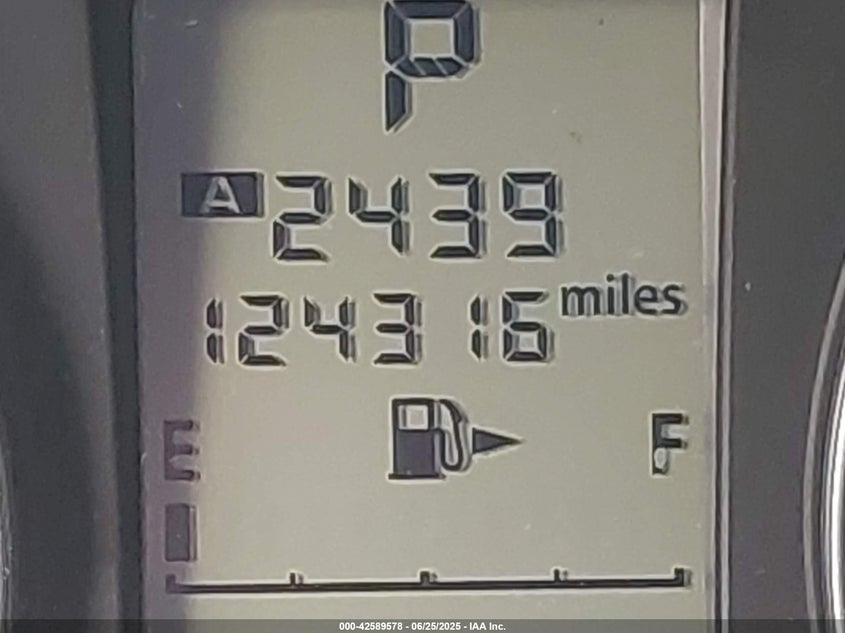 P
A 2439
124316 miles
E F
000-42589578 - 06/25/2025 - IAA Inc.